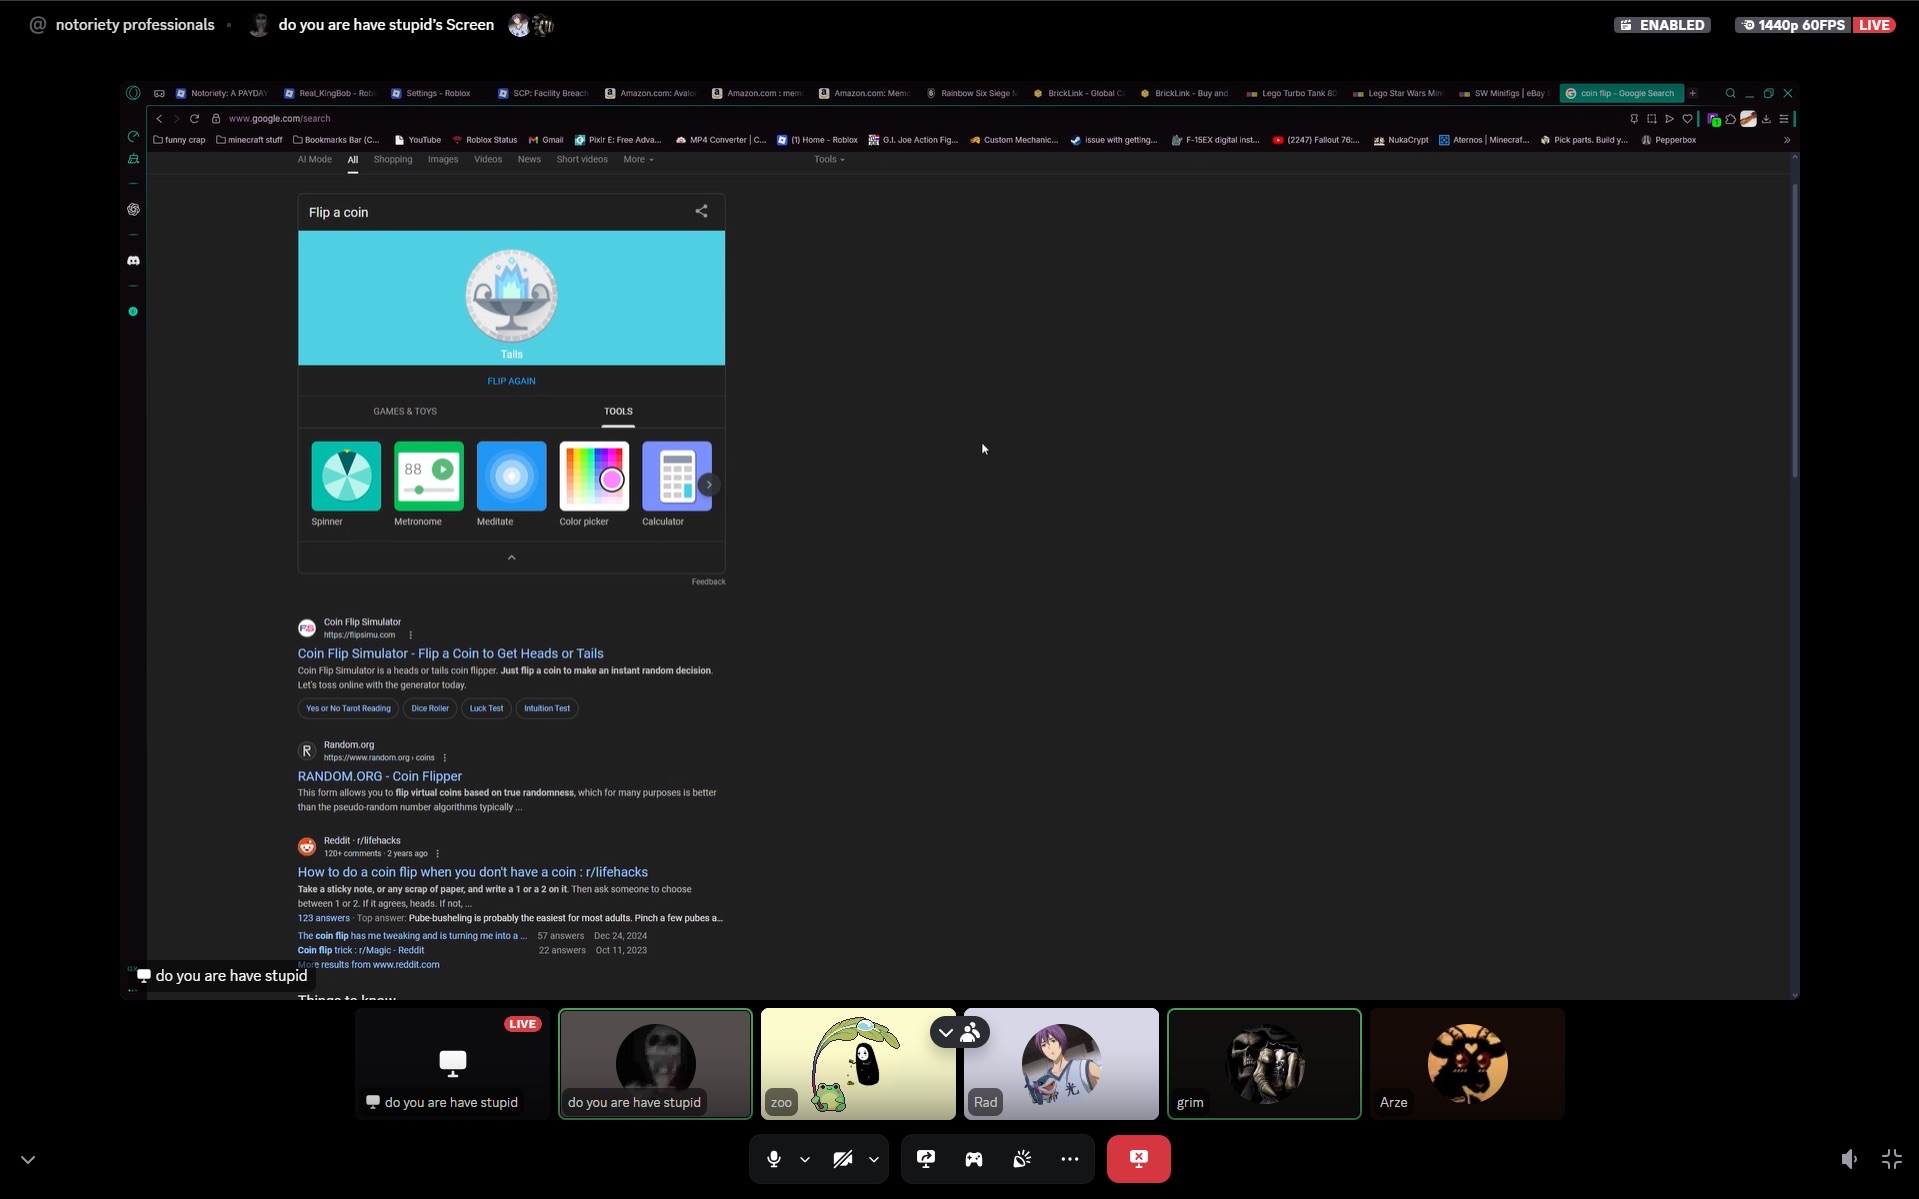 notoriety professionals
do you are have stupid's Screen
ENABLED
1440p 60FPS
LIVE
Notoriety: A PAYDAY
Real_KingBob - Rob
Settings - Roblox
SCP: Facility Breach
Amazon.com: Avalon
Amazon.com : mem
Amazon.com: Memo
Rainbow Six Siege
BrickLink - Global C
BrickLink - Buy and
Lego Turbo Tank 80
Lego Star Wars Mini
SW Minifigs | eBay
coin flip - Google Search
www.google.com/search
funny crap
minecraft stuff
Bookmarks Bar (C...
YouTube
Roblox Status
Gmail
Pixlr E: Free Adva...
MP4 Converter | C...
(1) Home - Roblox
G.I. Joe Action Fig...
Custom Mechanic...
issue with getting...
F-15EX digital inst...
(2247) Fallout 76:...
NukaCrypt
Aternos | Minecraf...
Pick parts. Build y...
Pepperbox
AI Mode
All
Shopping
Images
Videos
News
Short videos
More
Tools
Flip a coin
Tails
FLIP AGAIN
GAMES & TOYS
TOOLS
88
Spinner
Metronome
Meditate
Color picker
Calculator
Feedback
Coin Flip Simulator
https://flipsimu.com
Coin Flip Simulator - Flip a Coin to Get Heads or Tails
Coin Flip Simulator is a heads or tails coin flipper. Just flip a coin to make an instant random decision.
Let's toss online with the generator today.
Yes or No Tarot Reading
Dice Roller
Luck Test
Intuition Test
Random.org
https://www.random.org › coins
RANDOM.ORG - Coin Flipper
This form allows you to flip virtual coins based on true randomness, which for many purposes is better
than the pseudo-random number algorithms typically ...
Reddit · r/lifehacks
120+ comments · 2 years ago
How to do a coin flip when you don't have a coin : r/lifehacks
Take a sticky note, or any scrap of paper, and write a 1 or a 2 on it. Then ask someone to choose
between 1 or 2. If it agrees, heads. If not, ...
123 answers · Top answer: Pube-busheling is probably the easiest for most adults. Pinch a few pubes a...
The coin flip has me tweaking and is turning me into a ... 57 answers Dec 24, 2024
Coin flip trick : r/Magic - Reddit 22 answers Oct 11, 2023
More results from www.reddit.com
do you are have stupid
Things to know
LIVE
do you are have stupid
do you are have stupid
zoo
Rad
光
grim
Arze